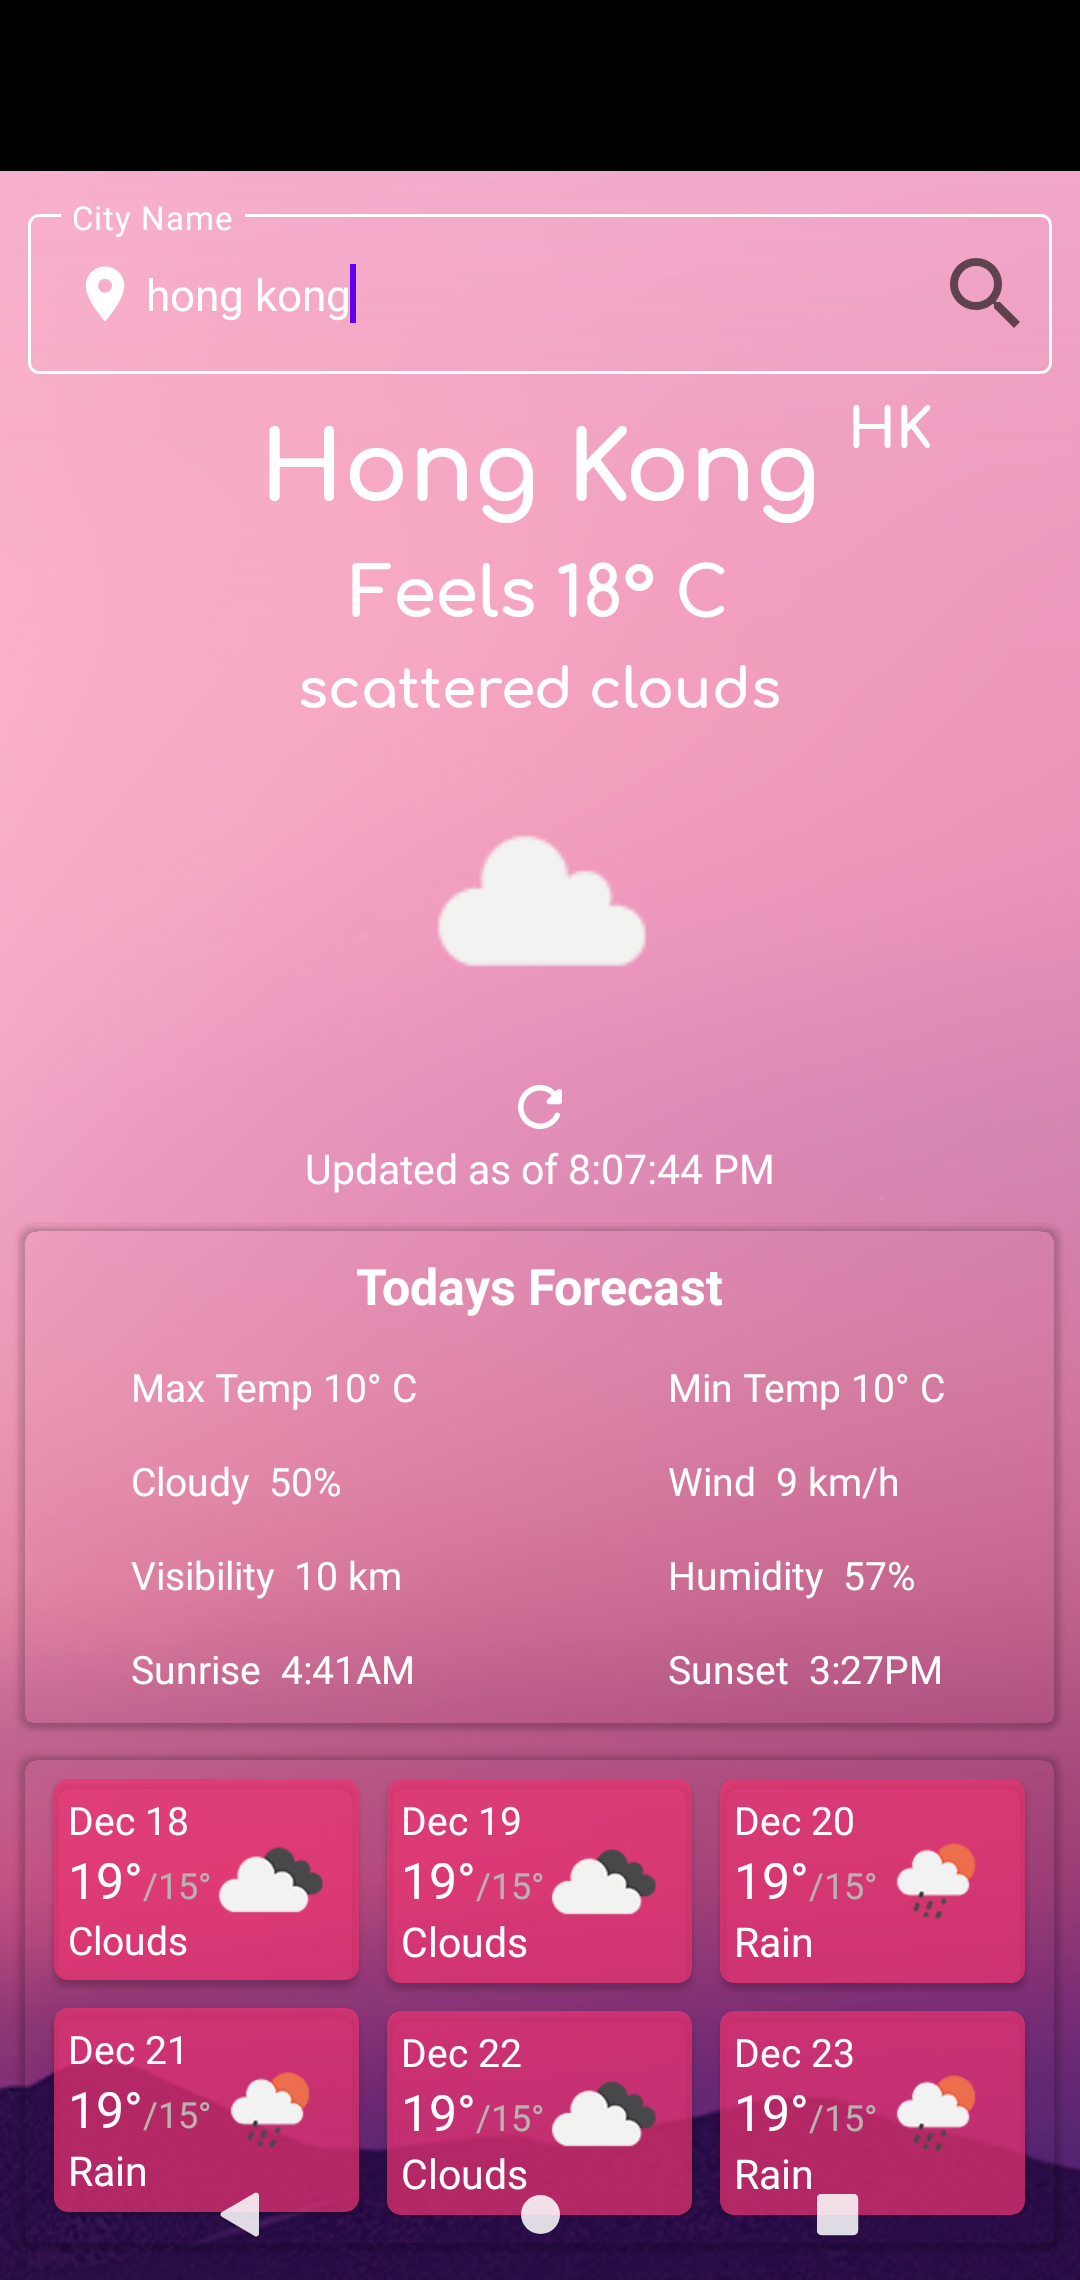 City Name
hong kong
Hong Kong HK
Feels 18° C
scattered clouds
Updated as of 8:07:44 PM
Todays Forecast
Max Temp 10° C
Min Temp 10° C
Cloudy 50%
Wind 9 km/h
Visibility 10 km
Humidity 57%
Sunrise 4:41AM
Sunset 3:27PM
Dec 18
19°/15°
Clouds
Dec 19
19°/15°
Clouds
Dec 20
19°/15°
Rain
Dec 21
19°/15°
Rain
Dec 22
19°/15°
Clouds
Dec 23
19°/15°
Rain